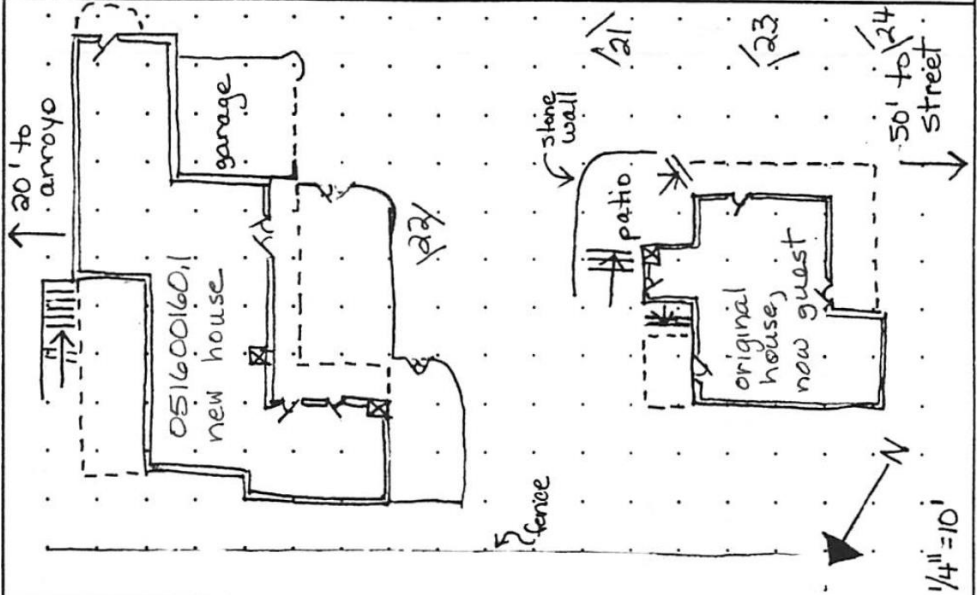 20' to
arroyo
garage
0516001601
new house
11
\22/
/21\
/23\
/24\
50' to
street
stone
wall
patio
original
house,
now guest
fence
N
1/4"=10'